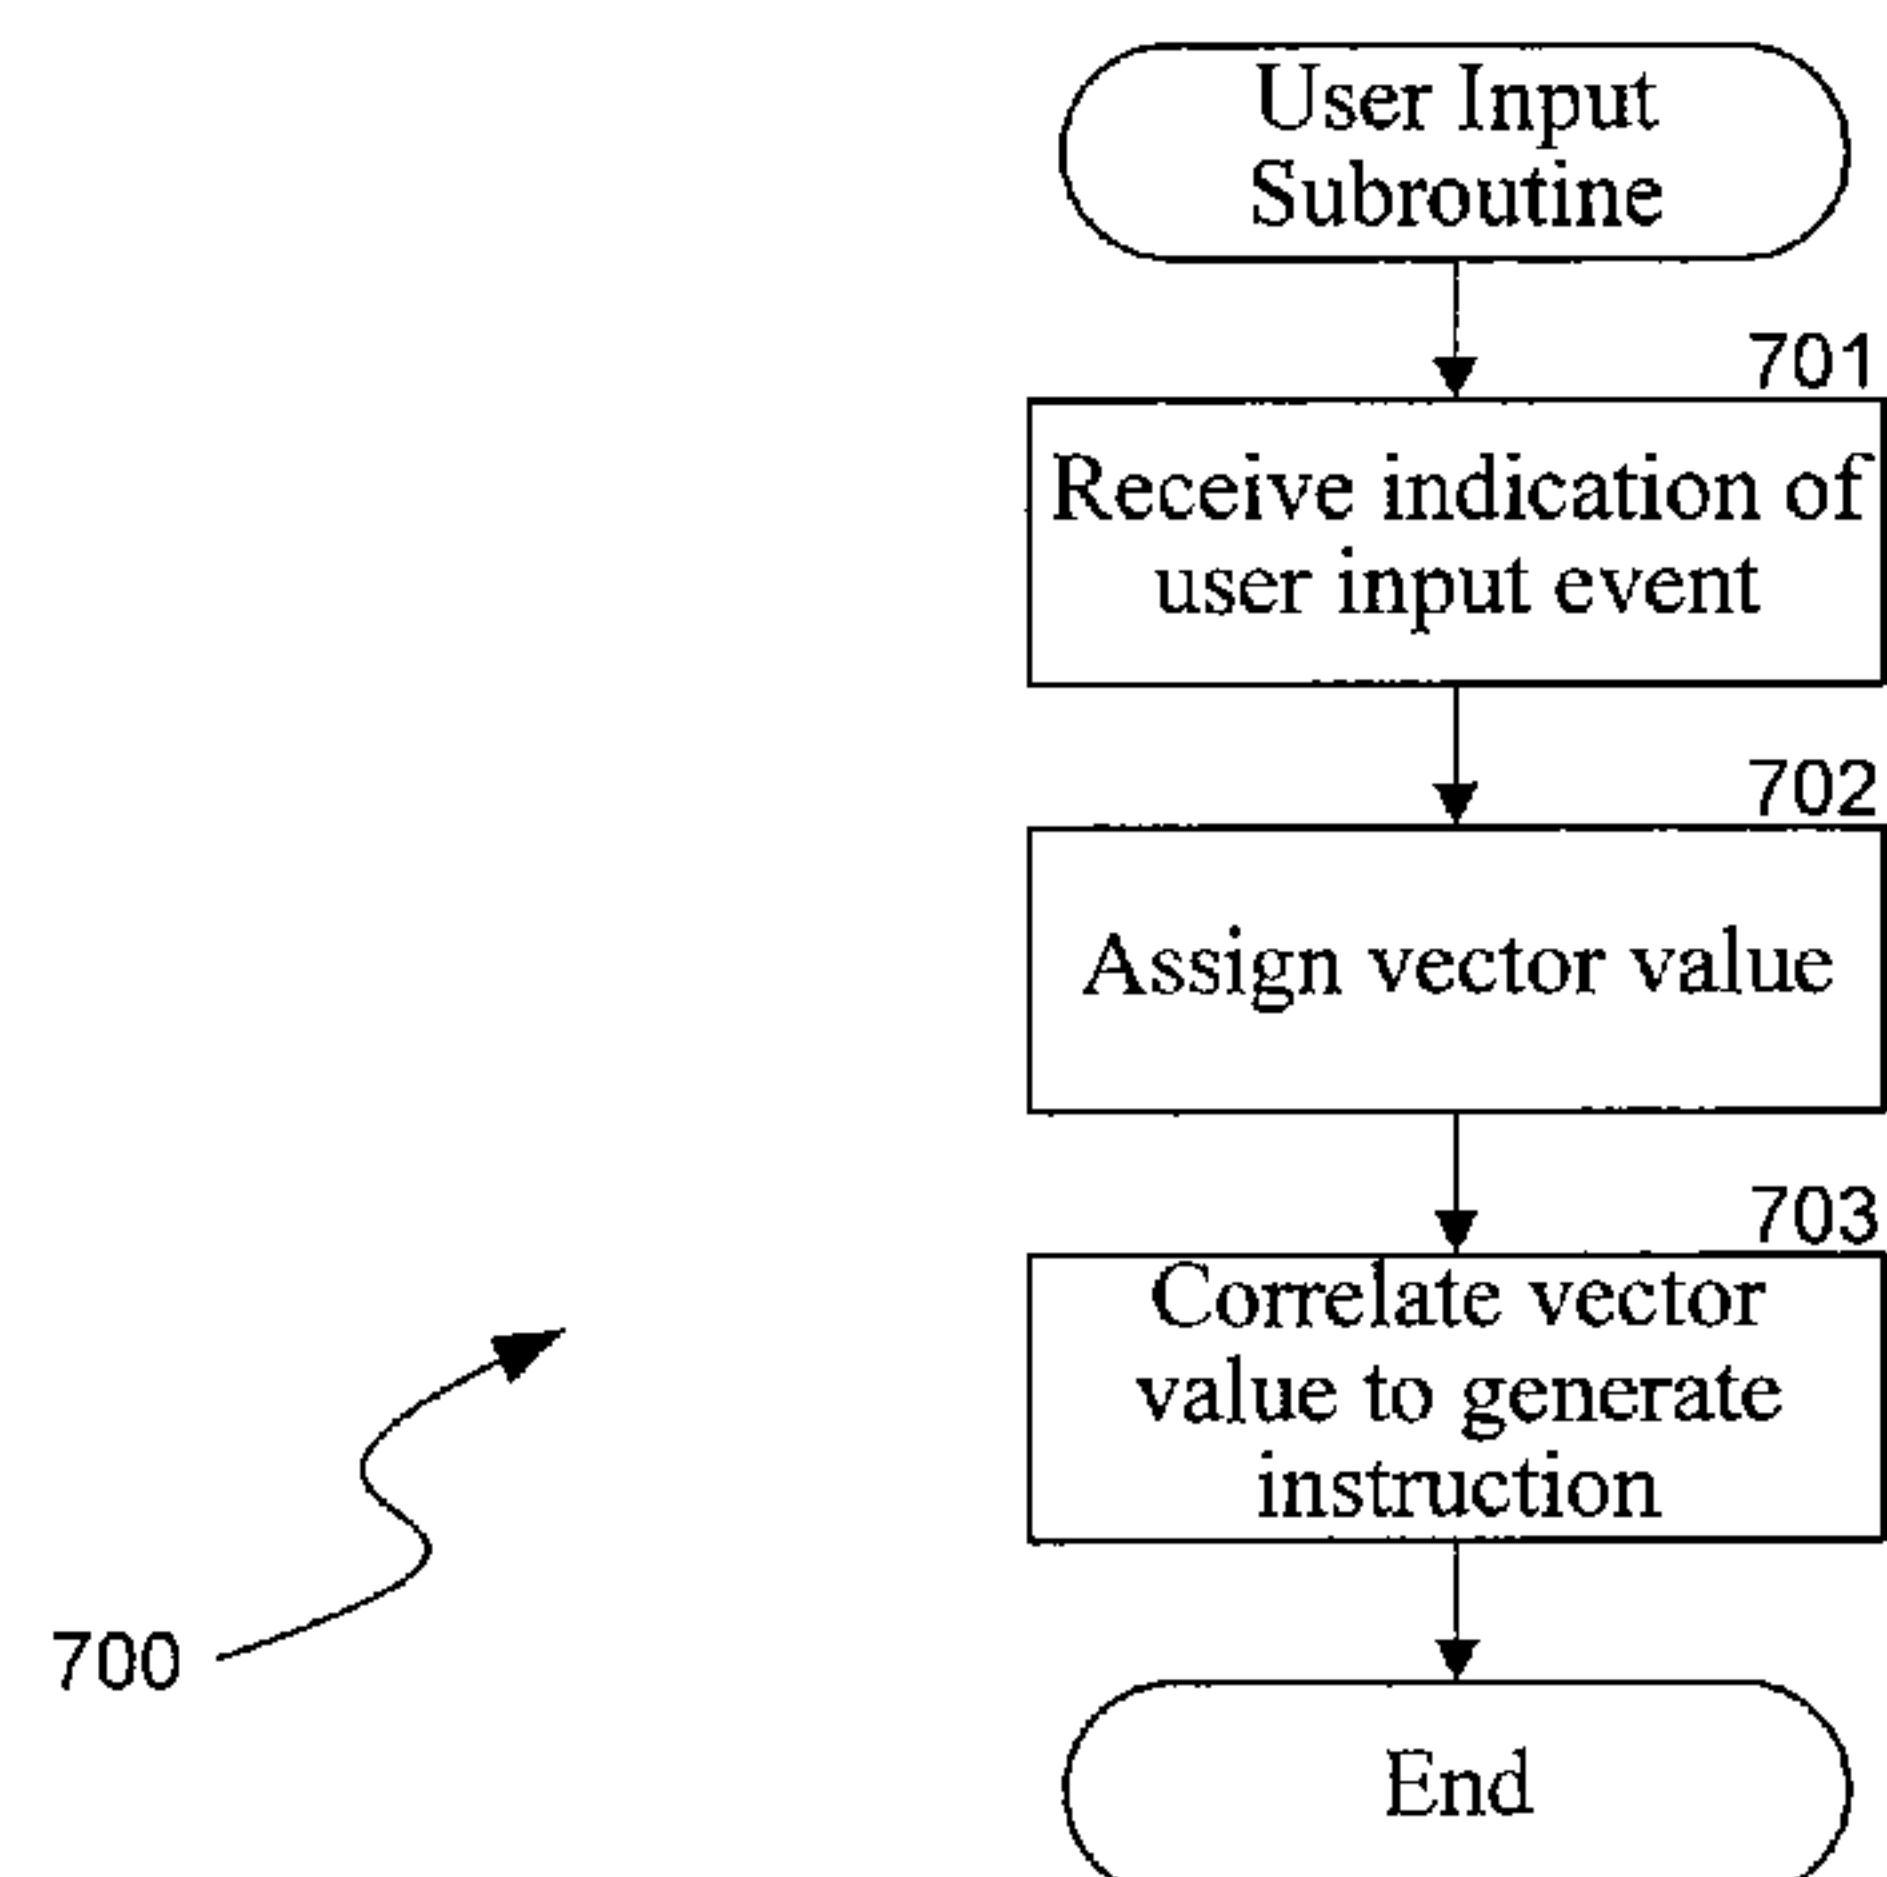 User Input
Subroutine
701
Receive indication of
user input event
702
Assign vector value
703
Correlate vector
value to generate
instruction
700
End